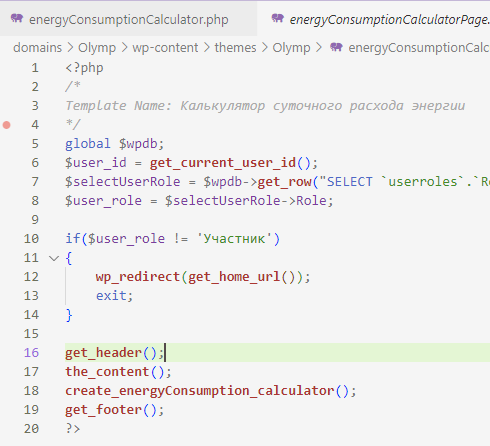 energyConsumptionCalculator.php energyConsumptionCalculatorPage.
domains > Olymp > wp-content > themes > Olymp > energyConsumptionCalc
1 <?php
2 /*
3 Template Name: Калькулятор суточного расхода энергии
4 */
5 global $wpdb;
6 $user_id = get_current_user_id();
7 $selectUserRole = $wpdb->get_row("SELECT `userroles`.`Ro
8 $user_role = $selectUserRole->Role;
9
10 if($user_role != 'Участник')
11 {
12 wp_redirect(get_home_url());
13 exit;
14 }
15
16 get_header();
17 the_content();
18 create_energyConsumption_calculator();
19 get_footer();
20 ?>